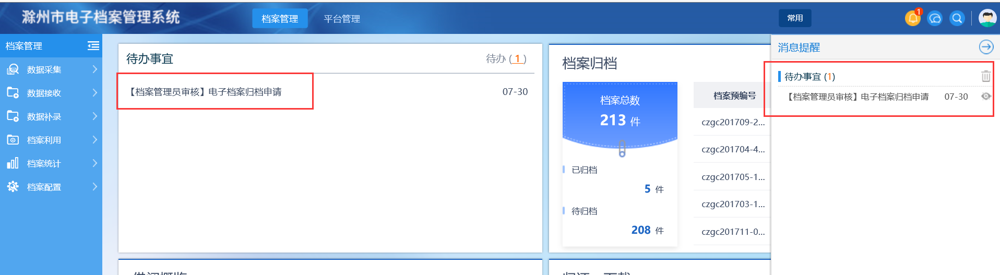 滁州市电子档案管理系统
档案管理
平台管理
常用
1
档案管理
数据采集
数据接收
数据补录
档案利用
档案统计
档案配置
待办事宜
待办 ( 1 )
【档案管理员审核】电子档案归档申请
07-30
档案归档
档案总数
213 件
已归档
5 件
待归档
208 件
档案预编号
czgc201709-2...
czgc201704-4...
czgc201705-1...
czgc201703-1...
czgc201711-0...
消息提醒
待办事宜 (1)
【档案管理员审核】电子档案归档申请 07-30